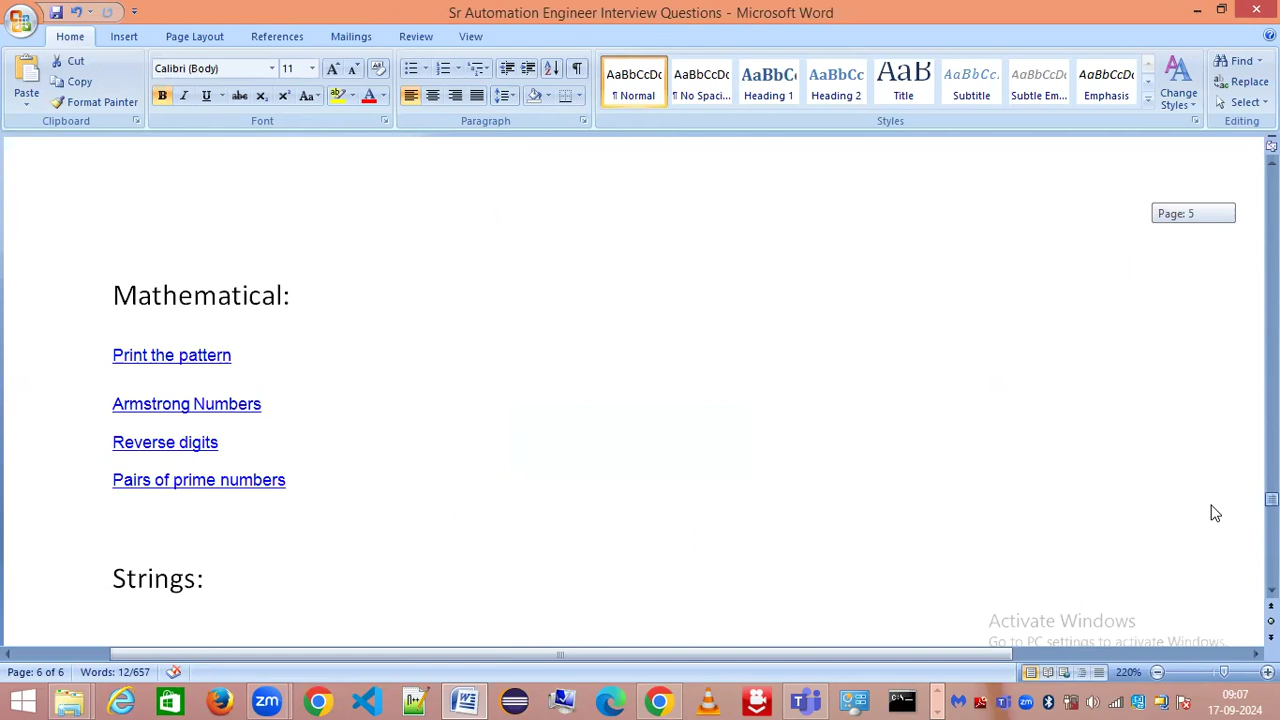 Sr Automation Engineer Interview Questions - Microsoft Word
Home Insert Page Layout References Mailings Review View
Paste
Cut
Copy
Format Painter
Clipboard
Calibri (Body) 11
Font
Paragraph
AaBbCcDc AaBbCcDc AaBbC AaBbCc AaB AaBbCc. AaBbCcDc AaBbCcDc
¶ Normal ¶ No Spaci... Heading 1 Heading 2 Title Subtitle Subtle Em... Emphasis
Change
Styles
Styles
Find
Replace
Select
Editing
Page: 5
Mathematical:
Print the pattern
Armstrong Numbers
Reverse digits
Pairs of prime numbers
Strings:
Activate Windows
Go to PC settings to activate Windows.
Page: 6 of 6 Words: 12/657 220%
09:07
17-09-2024